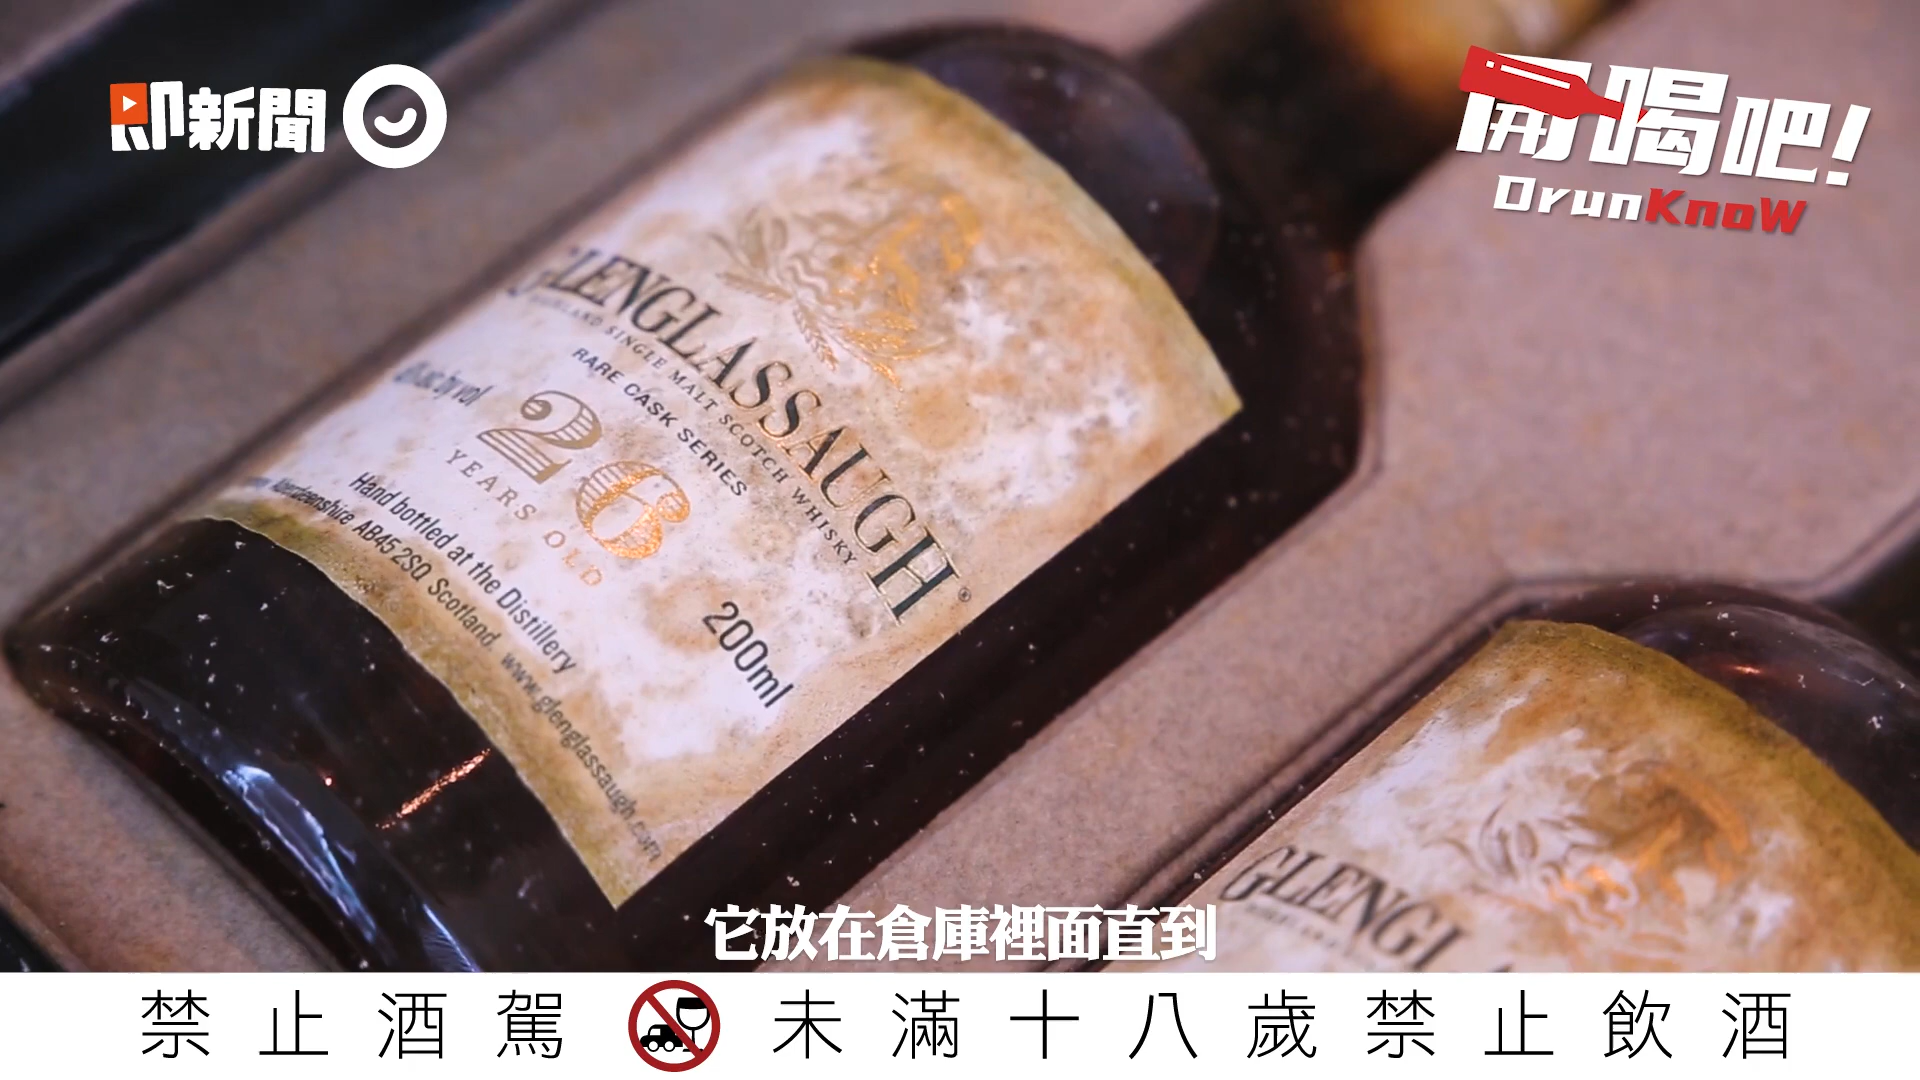 即新聞
開喝吧!
DrunKnoW
GLENGLASSAUGH®
HIGHLAND SINGLE MALT SCOTCH WHISKY
RARE CASK SERIES
26
YEARS OLD
200ml
Hand bottled at the Distillery
Aberdeenshire AB45 2SQ Scotland. www.glenglassaugh.com
GLENGL
它放在倉庫裡面直到
禁止酒駕 未滿十八歲禁止飲酒